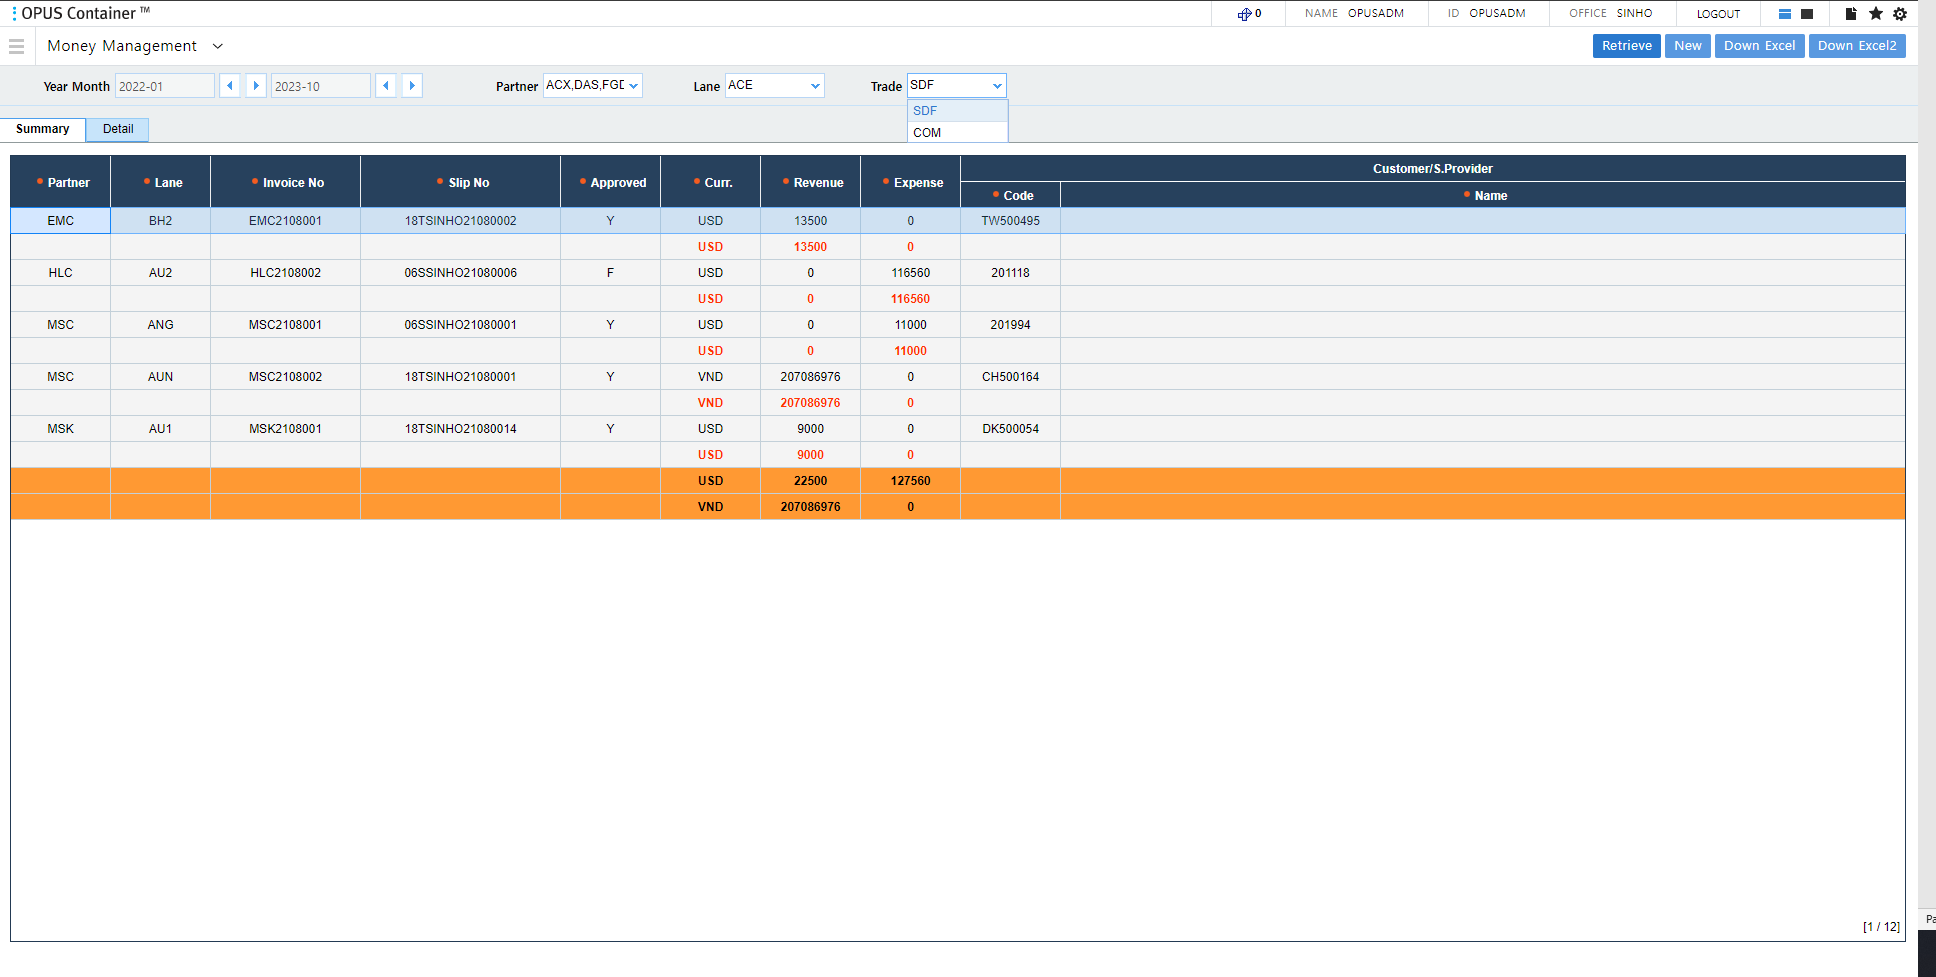 OPUS Container ™
0
NAME OPUSADM
ID OPUSADM
OFFICE SINHO
LOGOUT
Money Management
Retrieve New Down Excel Down Excel2
Year Month 2022-01 2023-10 Partner ACX,DAS,FGD Lane ACE Trade SDF
SDF
COM
Summary Detail
Partner Lane Invoice No Slip No Approved Curr. Revenue Expense Customer/S.Provider
Code Name
EMC BH2 EMC2108001 18TSINHO21080002 Y USD 13500 0 TW500495
USD 13500 0
HLC AU2 HLC2108002 06SSINHO21080006 F USD 0 116560 201118
USD 0 116560
MSC ANG MSC2108001 06SSINHO21080001 Y USD 0 11000 201994
USD 0 11000
MSC AUN MSC2108002 18TSINHO21080001 Y VND 207086976 0 CH500164
VND 207086976 0
MSK AU1 MSK2108001 18TSINHO21080014 Y USD 9000 0 DK500054
USD 9000 0
USD 22500 127560
VND 207086976 0
[1 / 12]
Pa